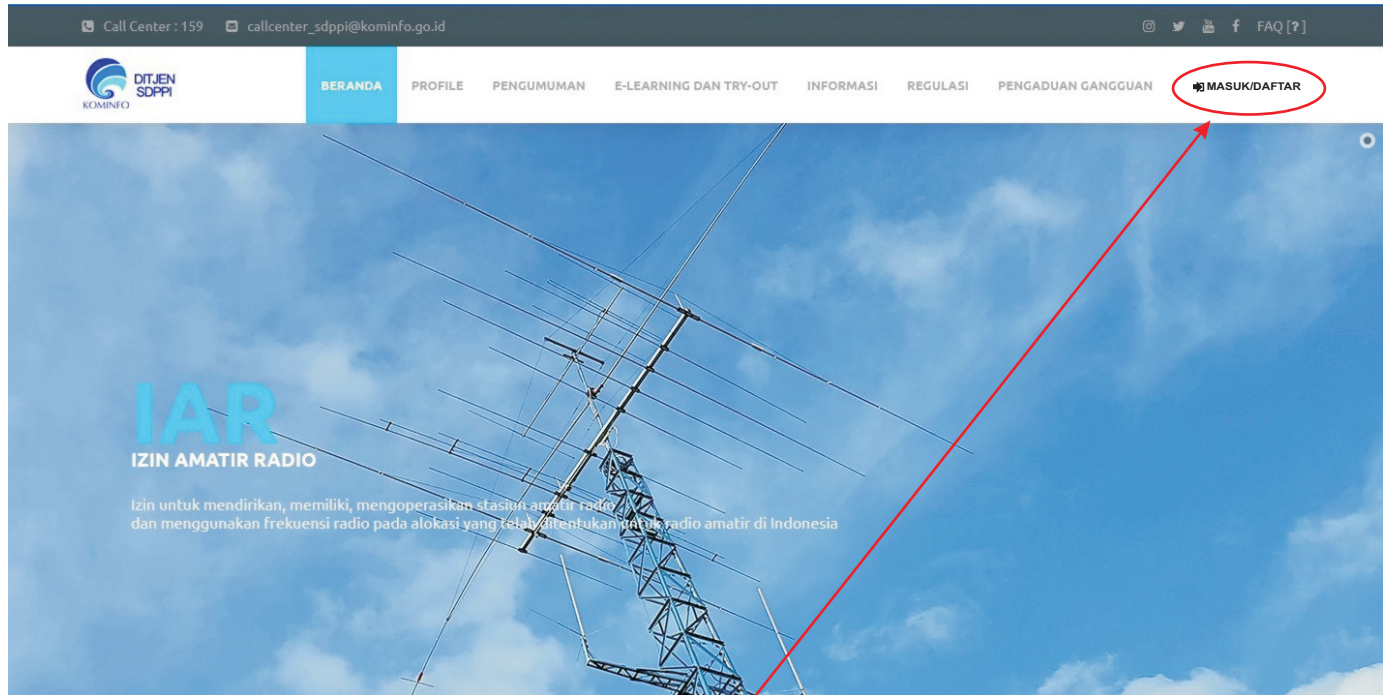 Call Center : 159 callcenter_sdppi@kominfo.go.id FAQ [?]
DITJEN
SDPPI
KOMINFO
BERANDA PROFILE PENGUMUMAN E-LEARNING DAN TRY-OUT INFORMASI REGULASI PENGADUAN GANGGUAN MASUK/DAFTAR
IAR
IZIN AMATIR RADIO
Izin untuk mendirikan, memiliki, mengoperasikan stasiun amatir radio
dan menggunakan frekuensi radio pada alokasi yang telah ditentukan untuk radio amatir di Indonesia